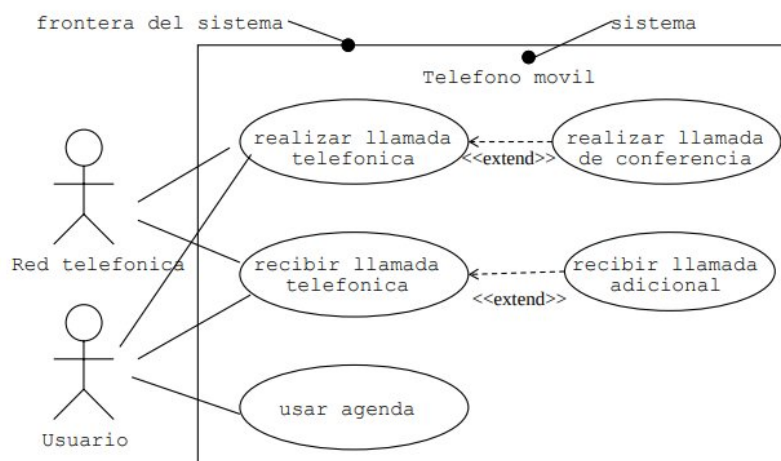 frontera del sistema
sistema
Telefono movil
realizar llamada
telefonica
<<extend>>
realizar llamada
de conferencia
Red telefonica
recibir llamada
telefonica
<<extend>>
recibir llamada
adicional
usar agenda
Usuario